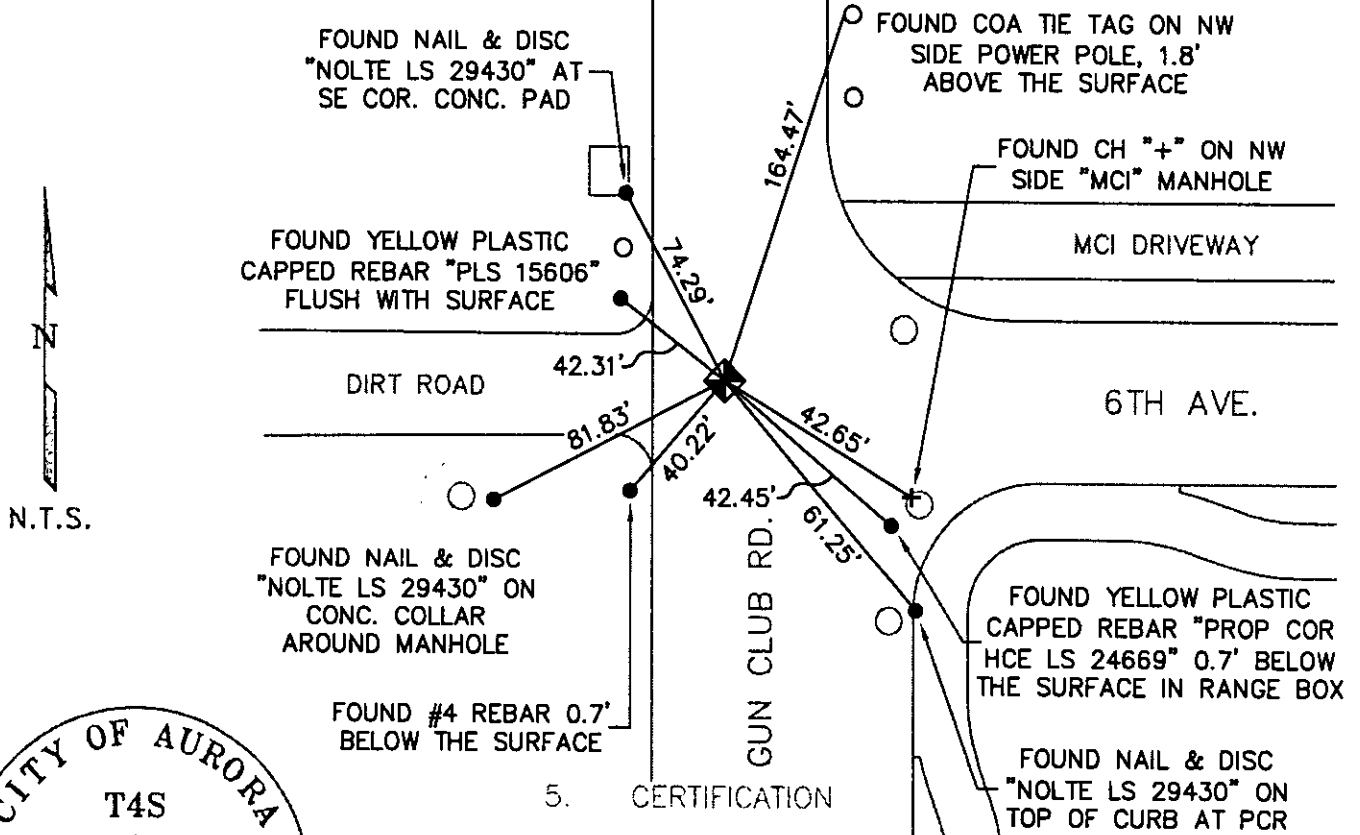 FOUND NAIL & DISC
"NOLTE LS 29430" AT
SE COR. CONC. PAD
FOUND COA TIE TAG ON NW
SIDE POWER POLE, 1.8'
ABOVE THE SURFACE
164.47'
FOUND CH "+" ON NW
SIDE "MCI" MANHOLE
MCI DRIVEWAY
FOUND YELLOW PLASTIC
CAPPED REBAR "PLS 15606"
FLUSH WITH SURFACE
74.29'
N
N.T.S.
42.31'
DIRT ROAD
6TH AVE.
81.83'
40.22'
42.65'
42.45'
61.25'
GUN CLUB RD.
FOUND NAIL & DISC
"NOLTE LS 29430" ON
CONC. COLLAR
AROUND MANHOLE
FOUND YELLOW PLASTIC
CAPPED REBAR "PROP COR
HCE LS 24669" 0.7' BELOW
THE SURFACE IN RANGE BOX
FOUND #4 REBAR 0.7'
BELOW THE SURFACE
FOUND NAIL & DISC
"NOLTE LS 29430" ON
TOP OF CURB AT PCR
5. CERTIFICATION
CITY OF AURORA
T4S